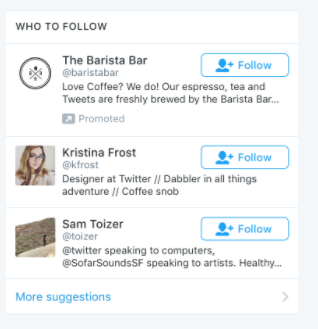 WHO TO FOLLOW
The Barista Bar
@baristabar
Follow
Love Coffee? We do! Our espresso, tea and
Tweets are freshly brewed by the Barista Bar...
Promoted
Kristina Frost
@kfrost
Follow
Designer at Twitter // Dabbler in all things
adventure // Coffee snob
Sam Toizer
@toizer
Follow
@twitter speaking to computers,
@SofarSoundsSF speaking to artists. Healthy...
More suggestions